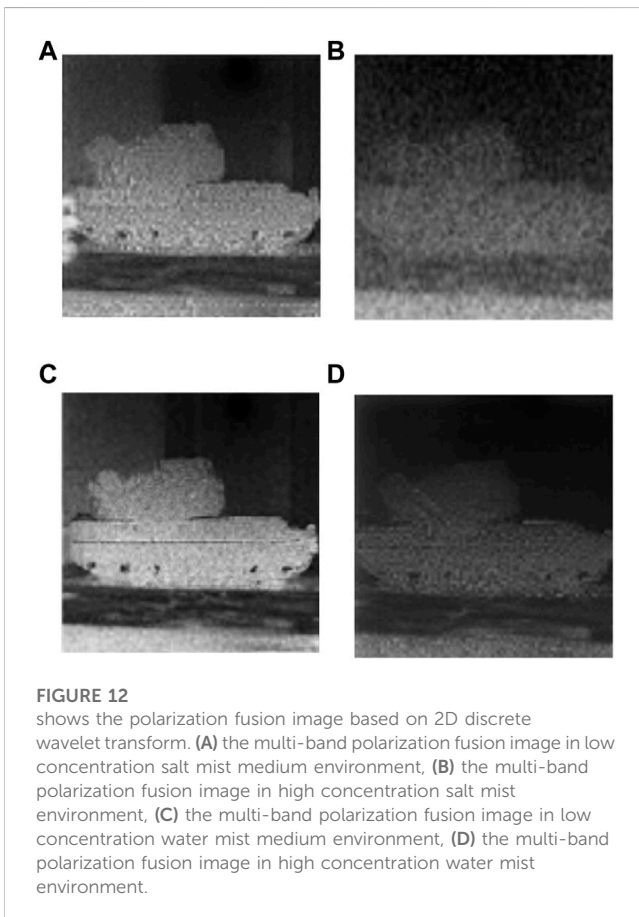 A
B
C
D
FIGURE 12
shows the polarization fusion image based on 2D discrete
wavelet transform. (A) the multi-band polarization fusion image in low
concentration salt mist medium environment, (B) the multi-band
polarization fusion image in high concentration salt mist
environment, (C) the multi-band polarization fusion image in low
concentration water mist medium environment, (D) the multi-band
polarization fusion image in high concentration water mist
environment.